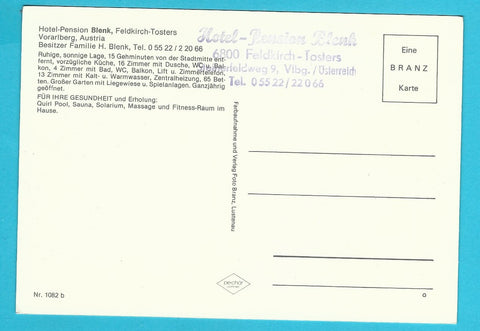 Hotel-Pension Blenk, Feldkirch-Tosters
Vorarlberg, Austria
Besitzer Familie H. Blenk, Tel. 0 55 22 / 2 20 66
Ruhige, sonnige Lage, 15 Gehminuten von der Stadtmitte ent-
fernt, vorzügliche Küche, 16 Zimmer mit Dusche, WC u. Bal-
kon, 4 Zimmer mit Bad, WC, Balkon, Lift u. Zimmertelefon,
13 Zimmer mit Kalt- u. Warmwasser, Zentralheizung, 65 Bet-
ten. Großer Garten mit Liegewiese u. Spielanlagen, Ganzjährig
geöffnet.
FÜR IHRE GESUNDHEIT und Erholung:
Quirl Pool, Sauna, Solarium, Massage und Fitness-Raum im
Hause.
Hotel-Pension Blenk
6800 Feldkirch-Tosters
9, Vlbg./Österreich
Tel. 0 55 22/22 0 66
Eine
BRANZ
Karte
Farbaufnahme und Verlag Foto Branz, Lustenau
Nr. 1082 b
pechar